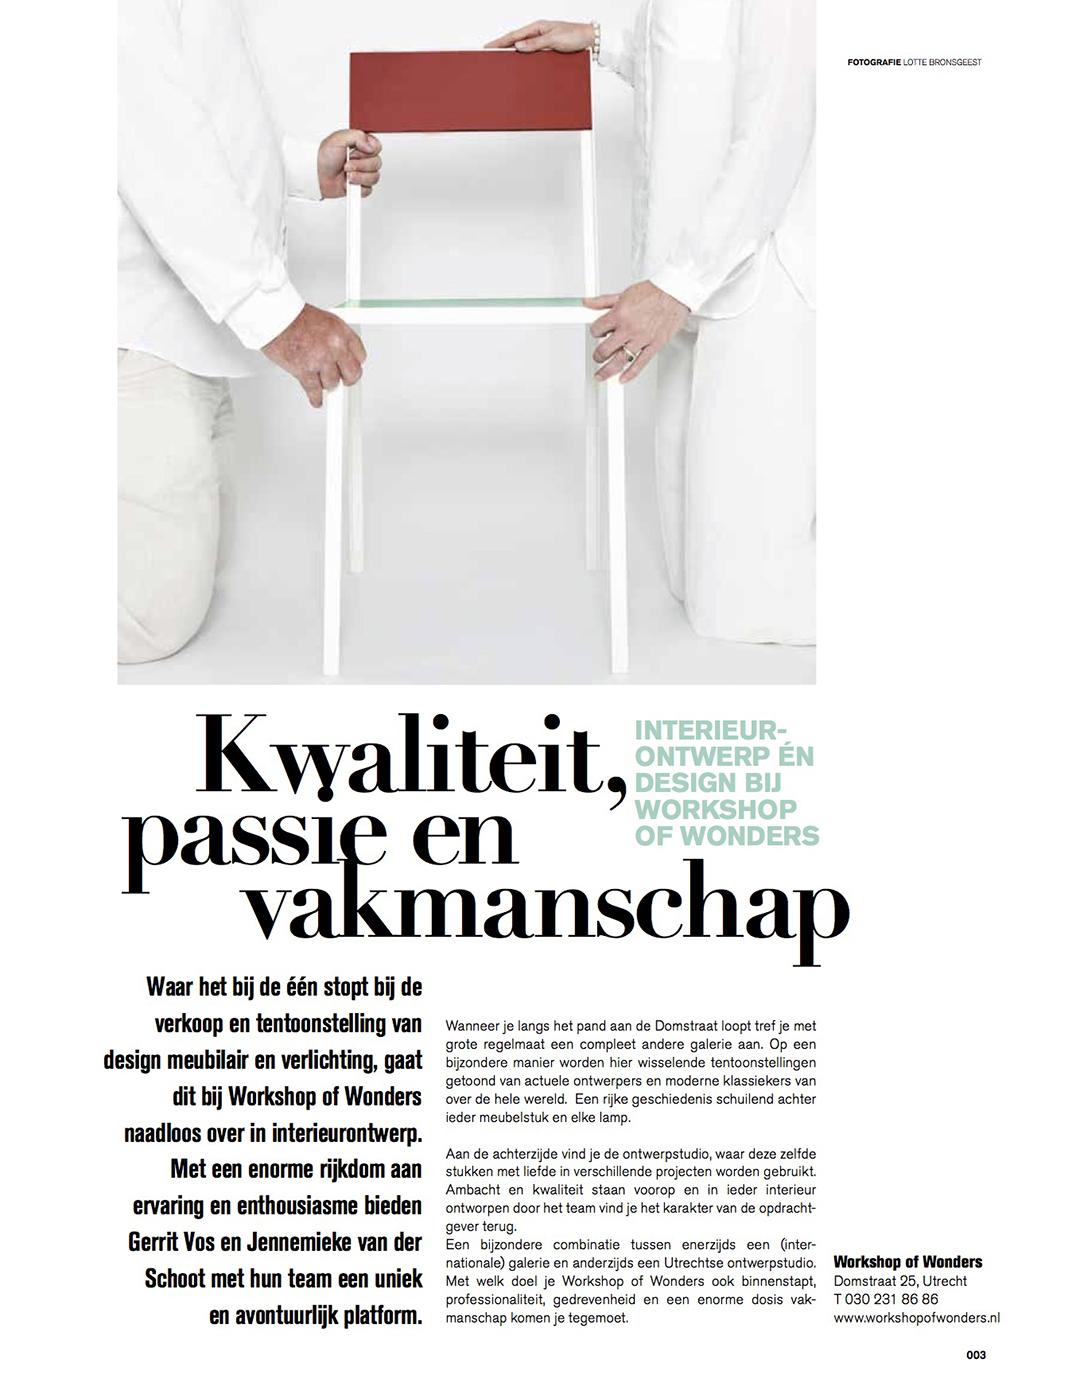 FOTOGRAFIE LOTTE BRONSGEEST
Kwaliteit,
passie en
vakmanschap
INTERIEUR-
ONTWERP ÉN
DESIGN BIJ
WORKSHOP
OF WONDERS
Waar het bij de één stopt bij de
verkoop en tentoonstelling van
design meubilair en verlichting, gaat
dit bij Workshop of Wonders
naadloos over in interieurontwerp.
Met een enorme rijkdom aan
ervaring en enthousiasme bieden
Gerrit Vos en Jennemieke van der
Schoot met hun team een uniek
en avontuurlijk platform.
Wanneer je langs het pand aan de Domstraat loopt tref je met
grote regelmaat een compleet andere galerie aan. Op een
bijzondere manier worden hier wisselende tentoonstellingen
getoond van actuele ontwerpers en moderne klassiekers van
over de hele wereld. Een rijke geschiedenis schuilend achter
ieder meubelstuk en elke lamp.
Aan de achterzijde vind je de ontwerpstudio, waar deze zelfde
stukken met liefde in verschillende projecten worden gebruikt.
Ambacht en kwaliteit staan voorop en in ieder interieur
ontworpen door het team vind je het karakter van de opdracht-
gever terug.
Een bijzondere combinatie tussen enerzijds een (inter-
nationale) galerie en anderzijds een Utrechtse ontwerpstudio.
Met welk doel je Workshop of Wonders ook binnenstapt,
professionaliteit, gedrevenheid en een enorme dosis vak-
manschap komen je tegemoet.
Workshop of Wonders
Domstraat 25, Utrecht
T 030 231 86 86
www.workshopofwonders.nl
003